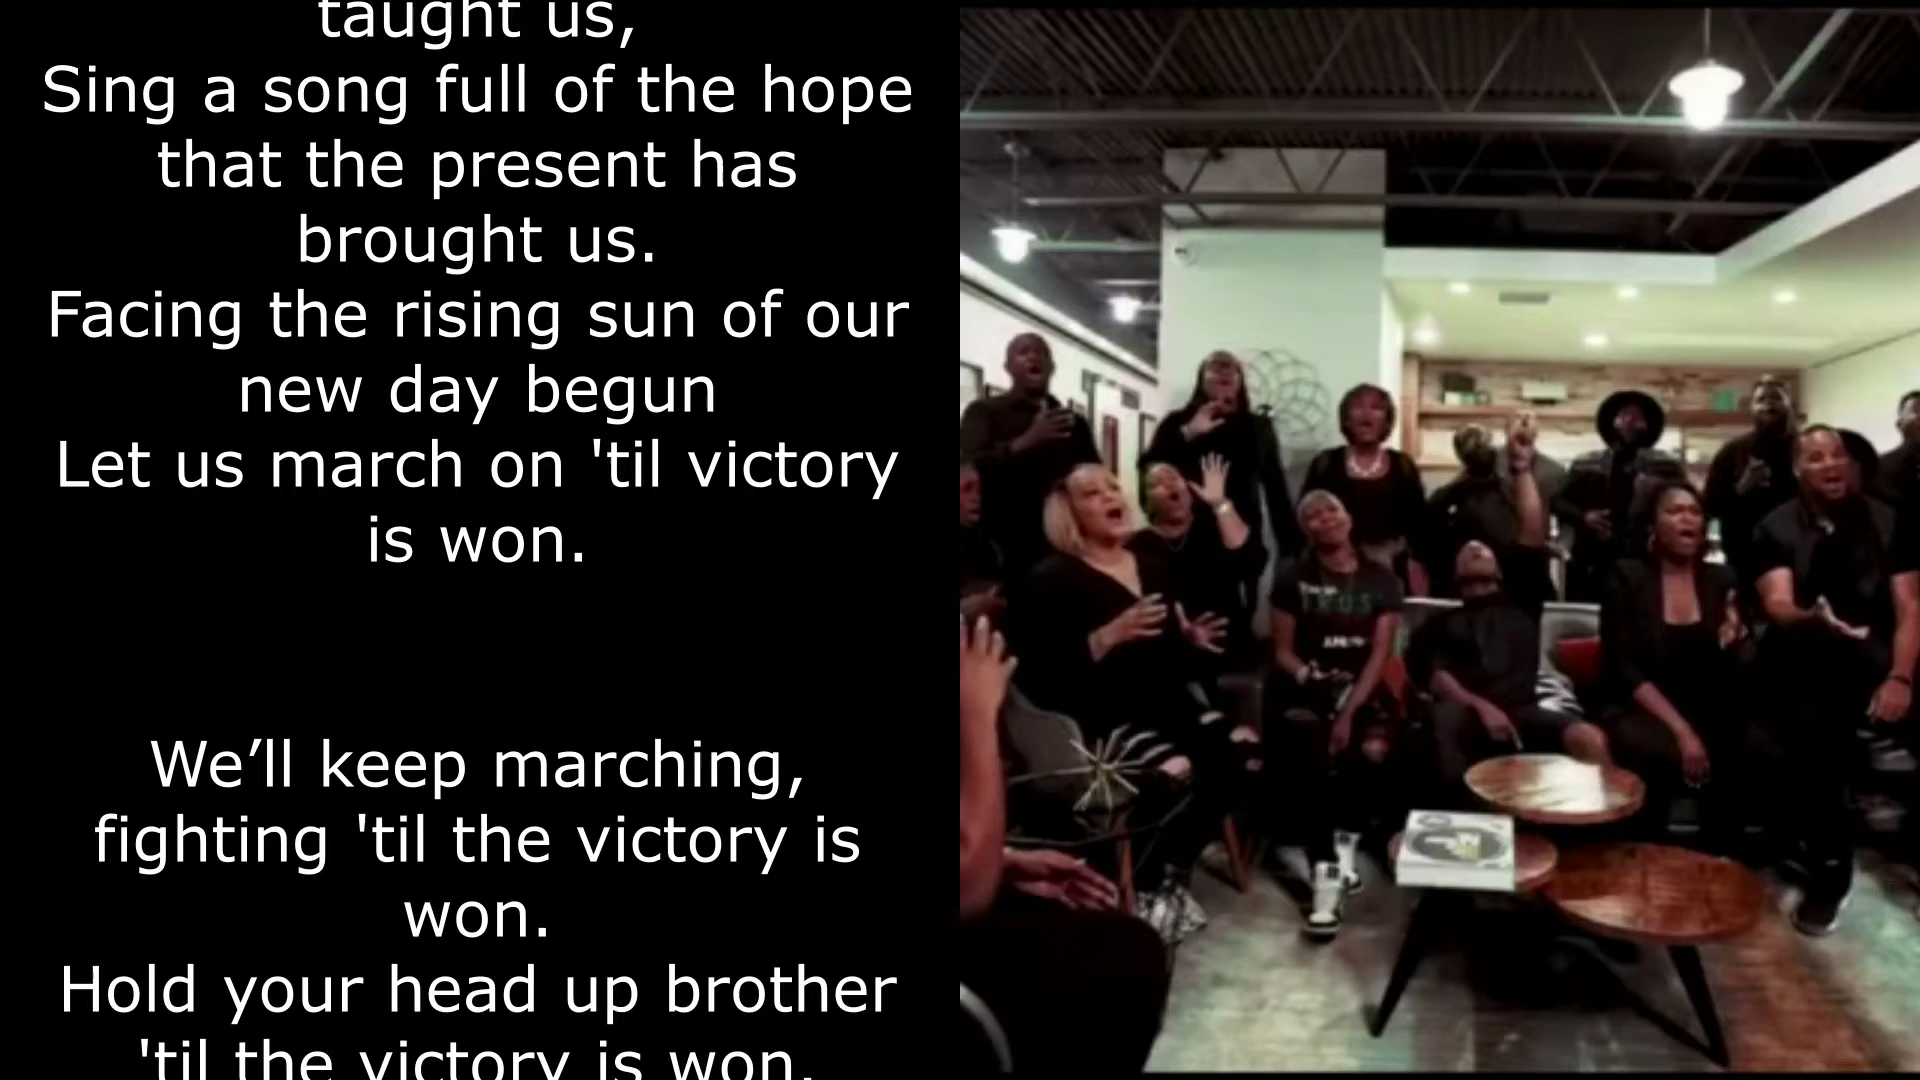 taught us,
Sing a song full of the hope
that the present has
brought us.
Facing the rising sun of our
new day begun
Let us march on 'til victory
is won.
We’ll keep marching,
fighting 'til the victory is
won.
Hold your head up brother
'til the victory is won.